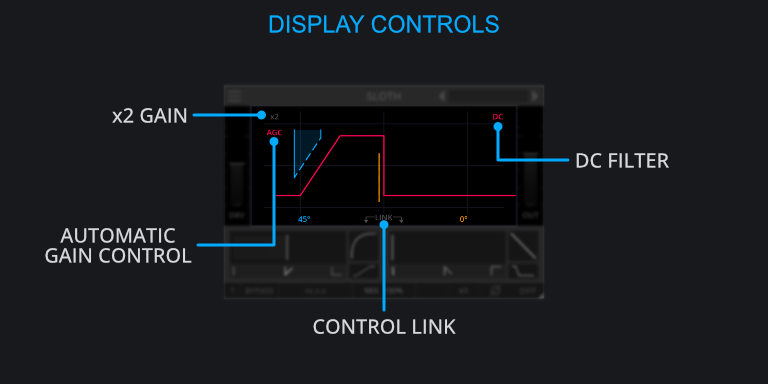 DISPLAY CONTROLS
SLOTH
x2 GAIN
x2
DC
AGC
DC FILTER
AUTOMATIC
GAIN CONTROL
45°
LINK
0°
CONTROL LINK